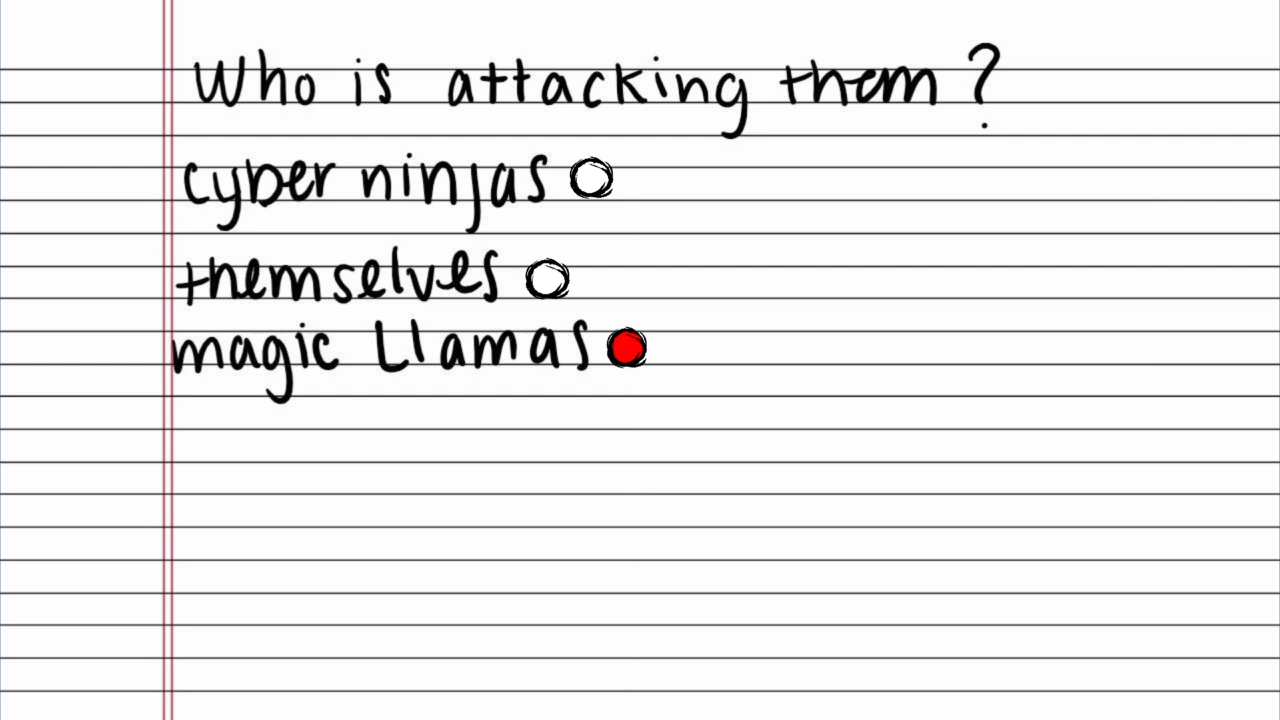 Who is attacking them?
cyber ninjas
themselves
magic Llamas